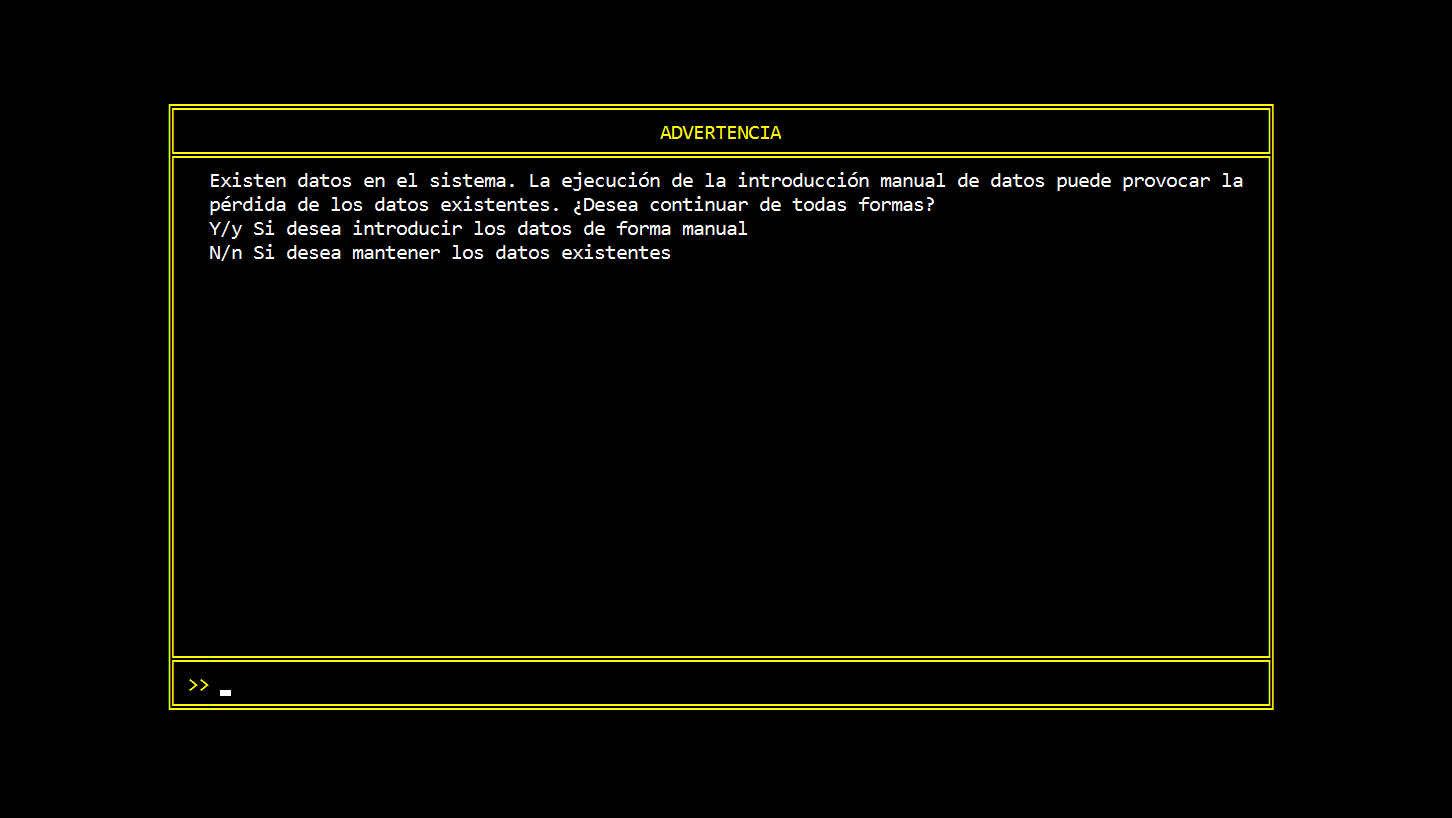 ADVERTENCIA
Existen datos en el sistema. La ejecución de la introducción manual de datos puede provocar la
pérdida de los datos existentes. ¿Desea continuar de todas formas?
Y/y Si desea introducir los datos de forma manual
N/n Si desea mantener los datos existentes
>>